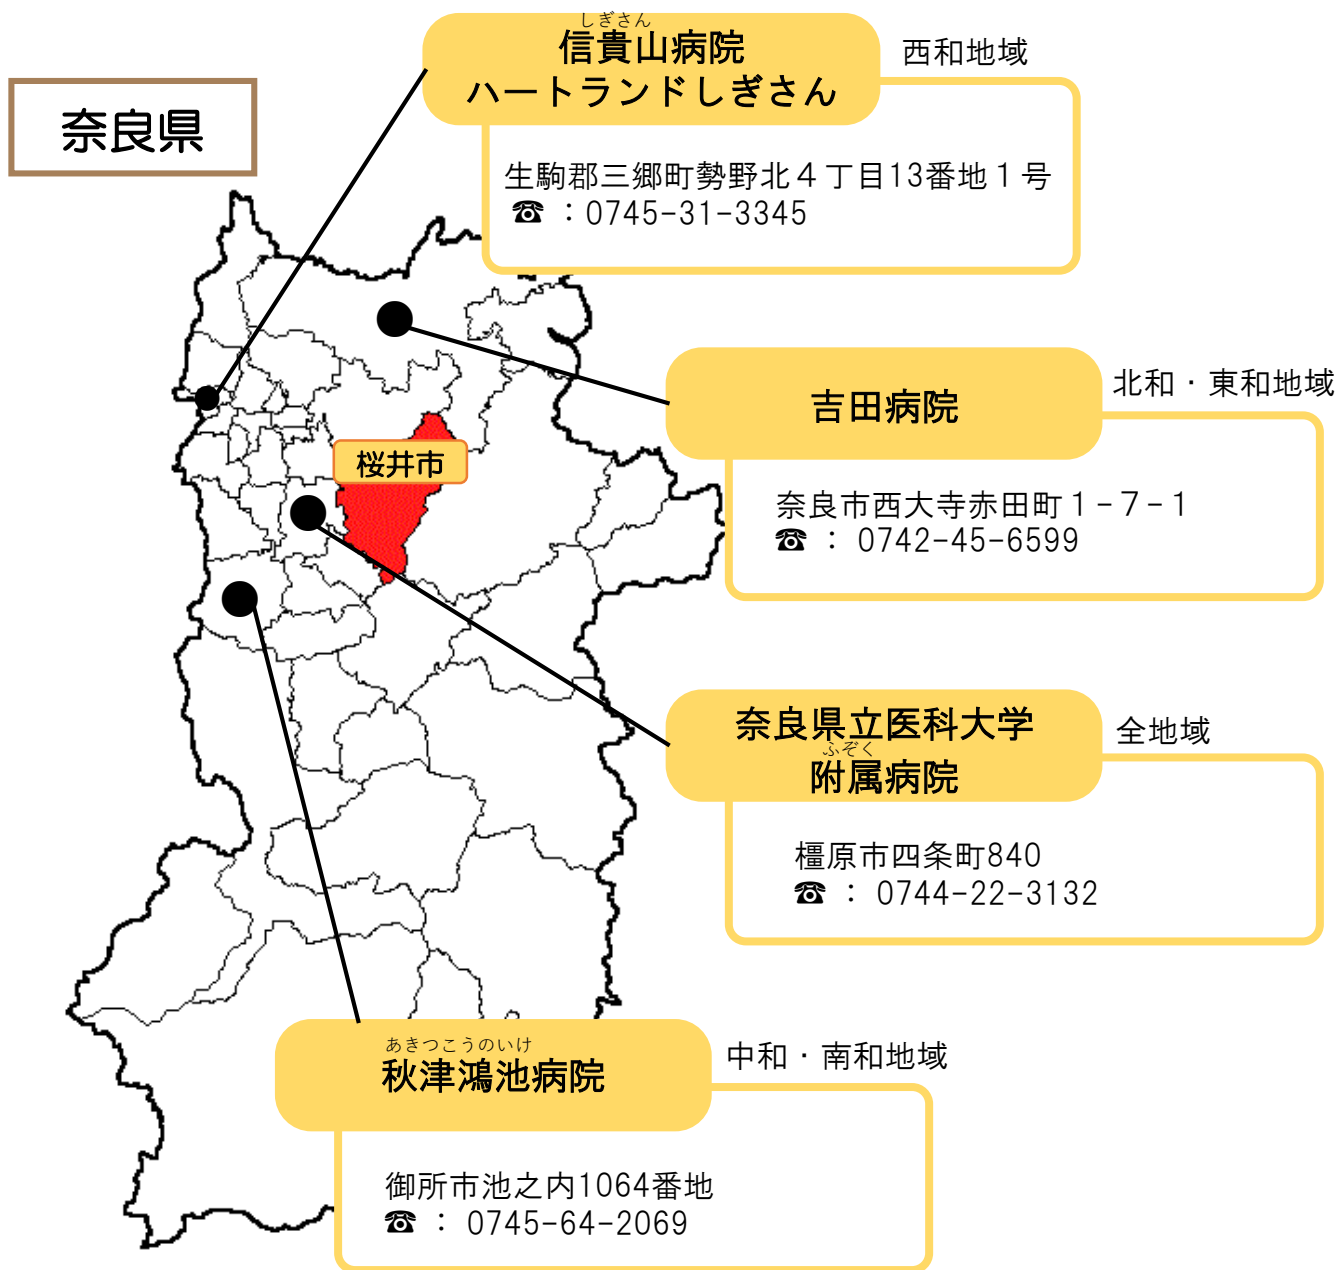 奈良県
しぎさん
信貴山病院
ハートランドしぎさん
西和地域
生駒郡三郷町勢野北４丁目13番地１号
☎ ：0745-31-3345
吉田病院
北和・東和地域
奈良市西大寺赤田町１-７-１
☎ ： 0742-45-6599
桜井市
奈良県立医科大学
ふぞく
附属病院
全地域
橿原市四条町840
☎ ： 0744-22-3132
あきつこうのいけ
秋津鴻池病院
中和・南和地域
御所市池之内1064番地
☎ ： 0745-64-2069